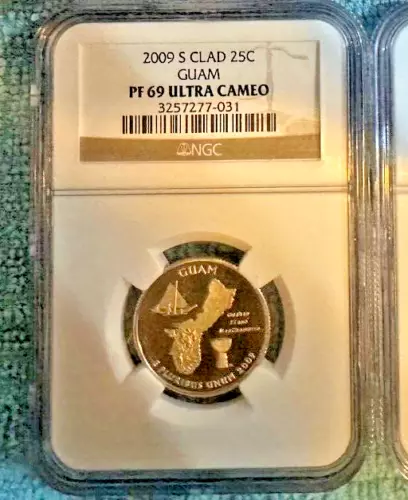 2009 S CLAD 25C
GUAM
PF 69 ULTRA CAMEO
3257277-031
NGC
GUAM
E PLURIBUS UNUM 2009